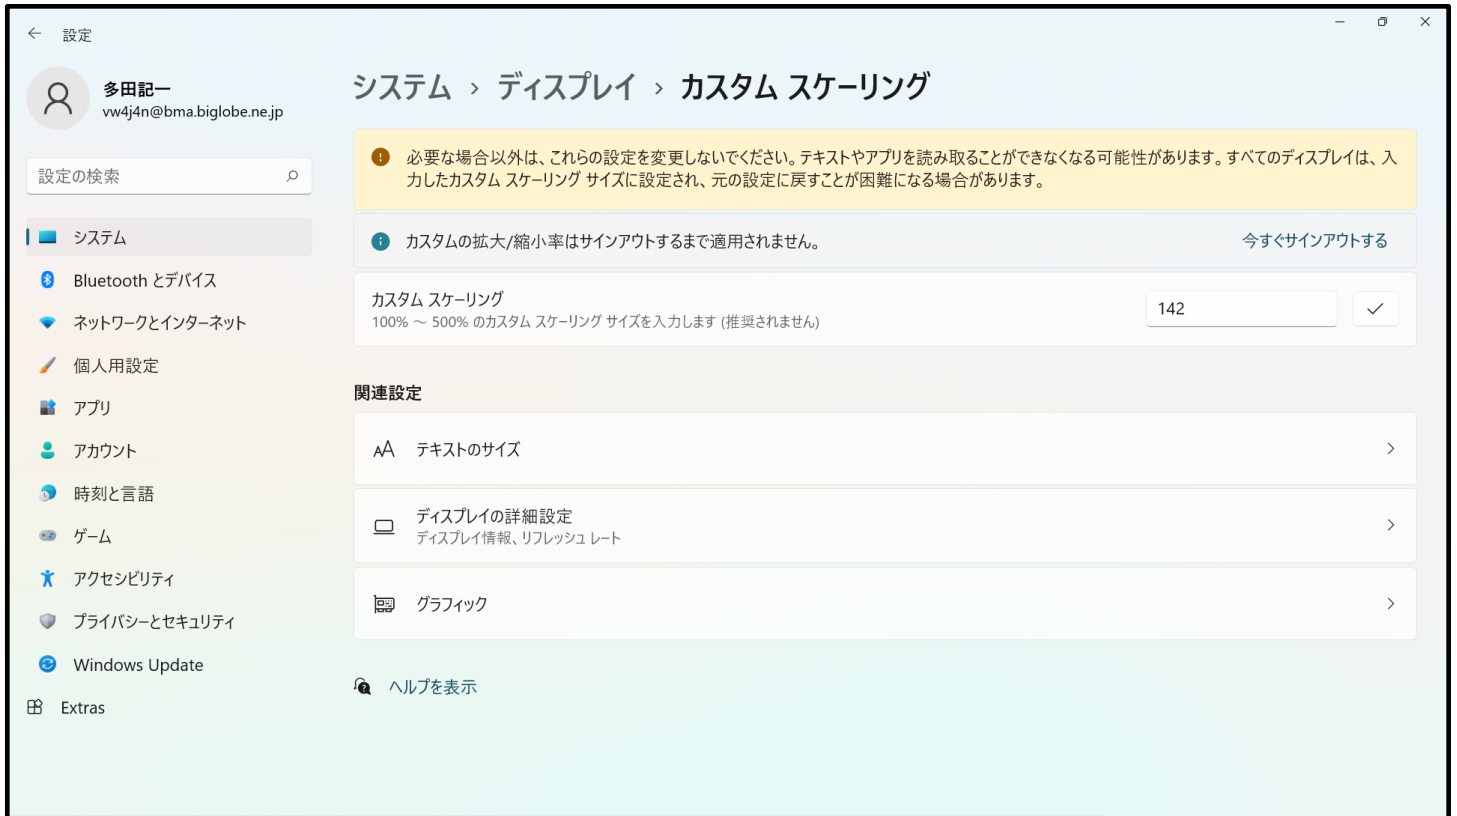 設定
多田記一
vw4j4n@bma.biglobe.ne.jp
設定の検索
システム
Bluetooth とデバイス
ネットワークとインターネット
個人用設定
アプリ
アカウント
時刻と言語
ゲーム
アクセシビリティ
プライバシーとセキュリティ
Windows Update
Extras
システム › ディスプレイ › カスタム スケーリング
必要な場合以外は、これらの設定を変更しないでください。テキストやアプリを読み取ることができなくなる可能性があります。すべてのディスプレイは、入
力したカスタム スケーリング サイズに設定され、元の設定に戻すことが困難になる場合があります。
カスタムの拡大/縮小率はサインアウトするまで適用されません。
今すぐサインアウトする
カスタム スケーリング
100% ～ 500% のカスタム スケーリング サイズを入力します (推奨されません)
142
関連設定
テキストのサイズ
ディスプレイの詳細設定
ディスプレイ情報、リフレッシュ レート
グラフィック
ヘルプを表示